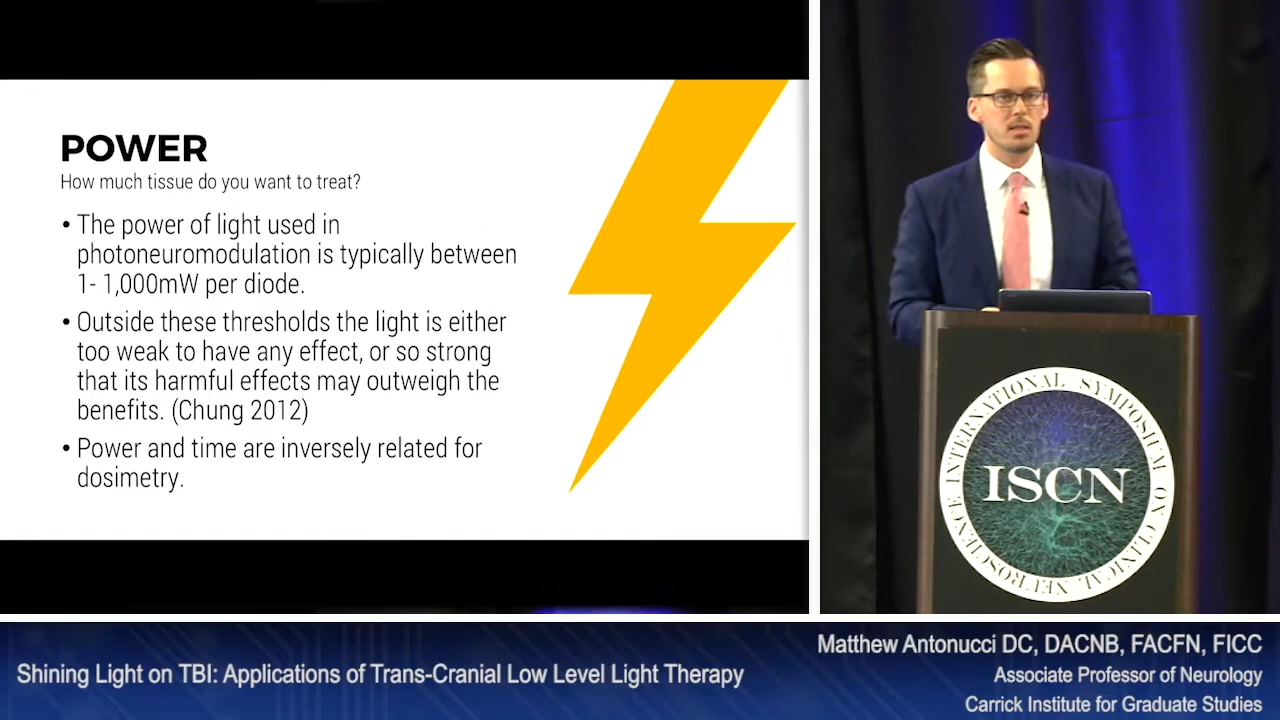 POWER
How much tissue do you want to treat?
• The power of light used in
photoneuromodulation is typically between
1- 1,000mW per diode.
• Outside these thresholds the light is either
too weak to have any effect, or so strong
that its harmful effects may outweigh the
benefits. (Chung 2012)
• Power and time are inversely related for
dosimetry.
INTERNATIONAL SYMPOSIUM ON CLINICAL NEUROSCIENCE
ISCN
Shining Light on TBI: Applications of Trans-Cranial Low Level Light Therapy
Matthew Antonucci DC, DACNB, FACFN, FICC
Associate Professor of Neurology
Carrick Institute for Graduate Studies